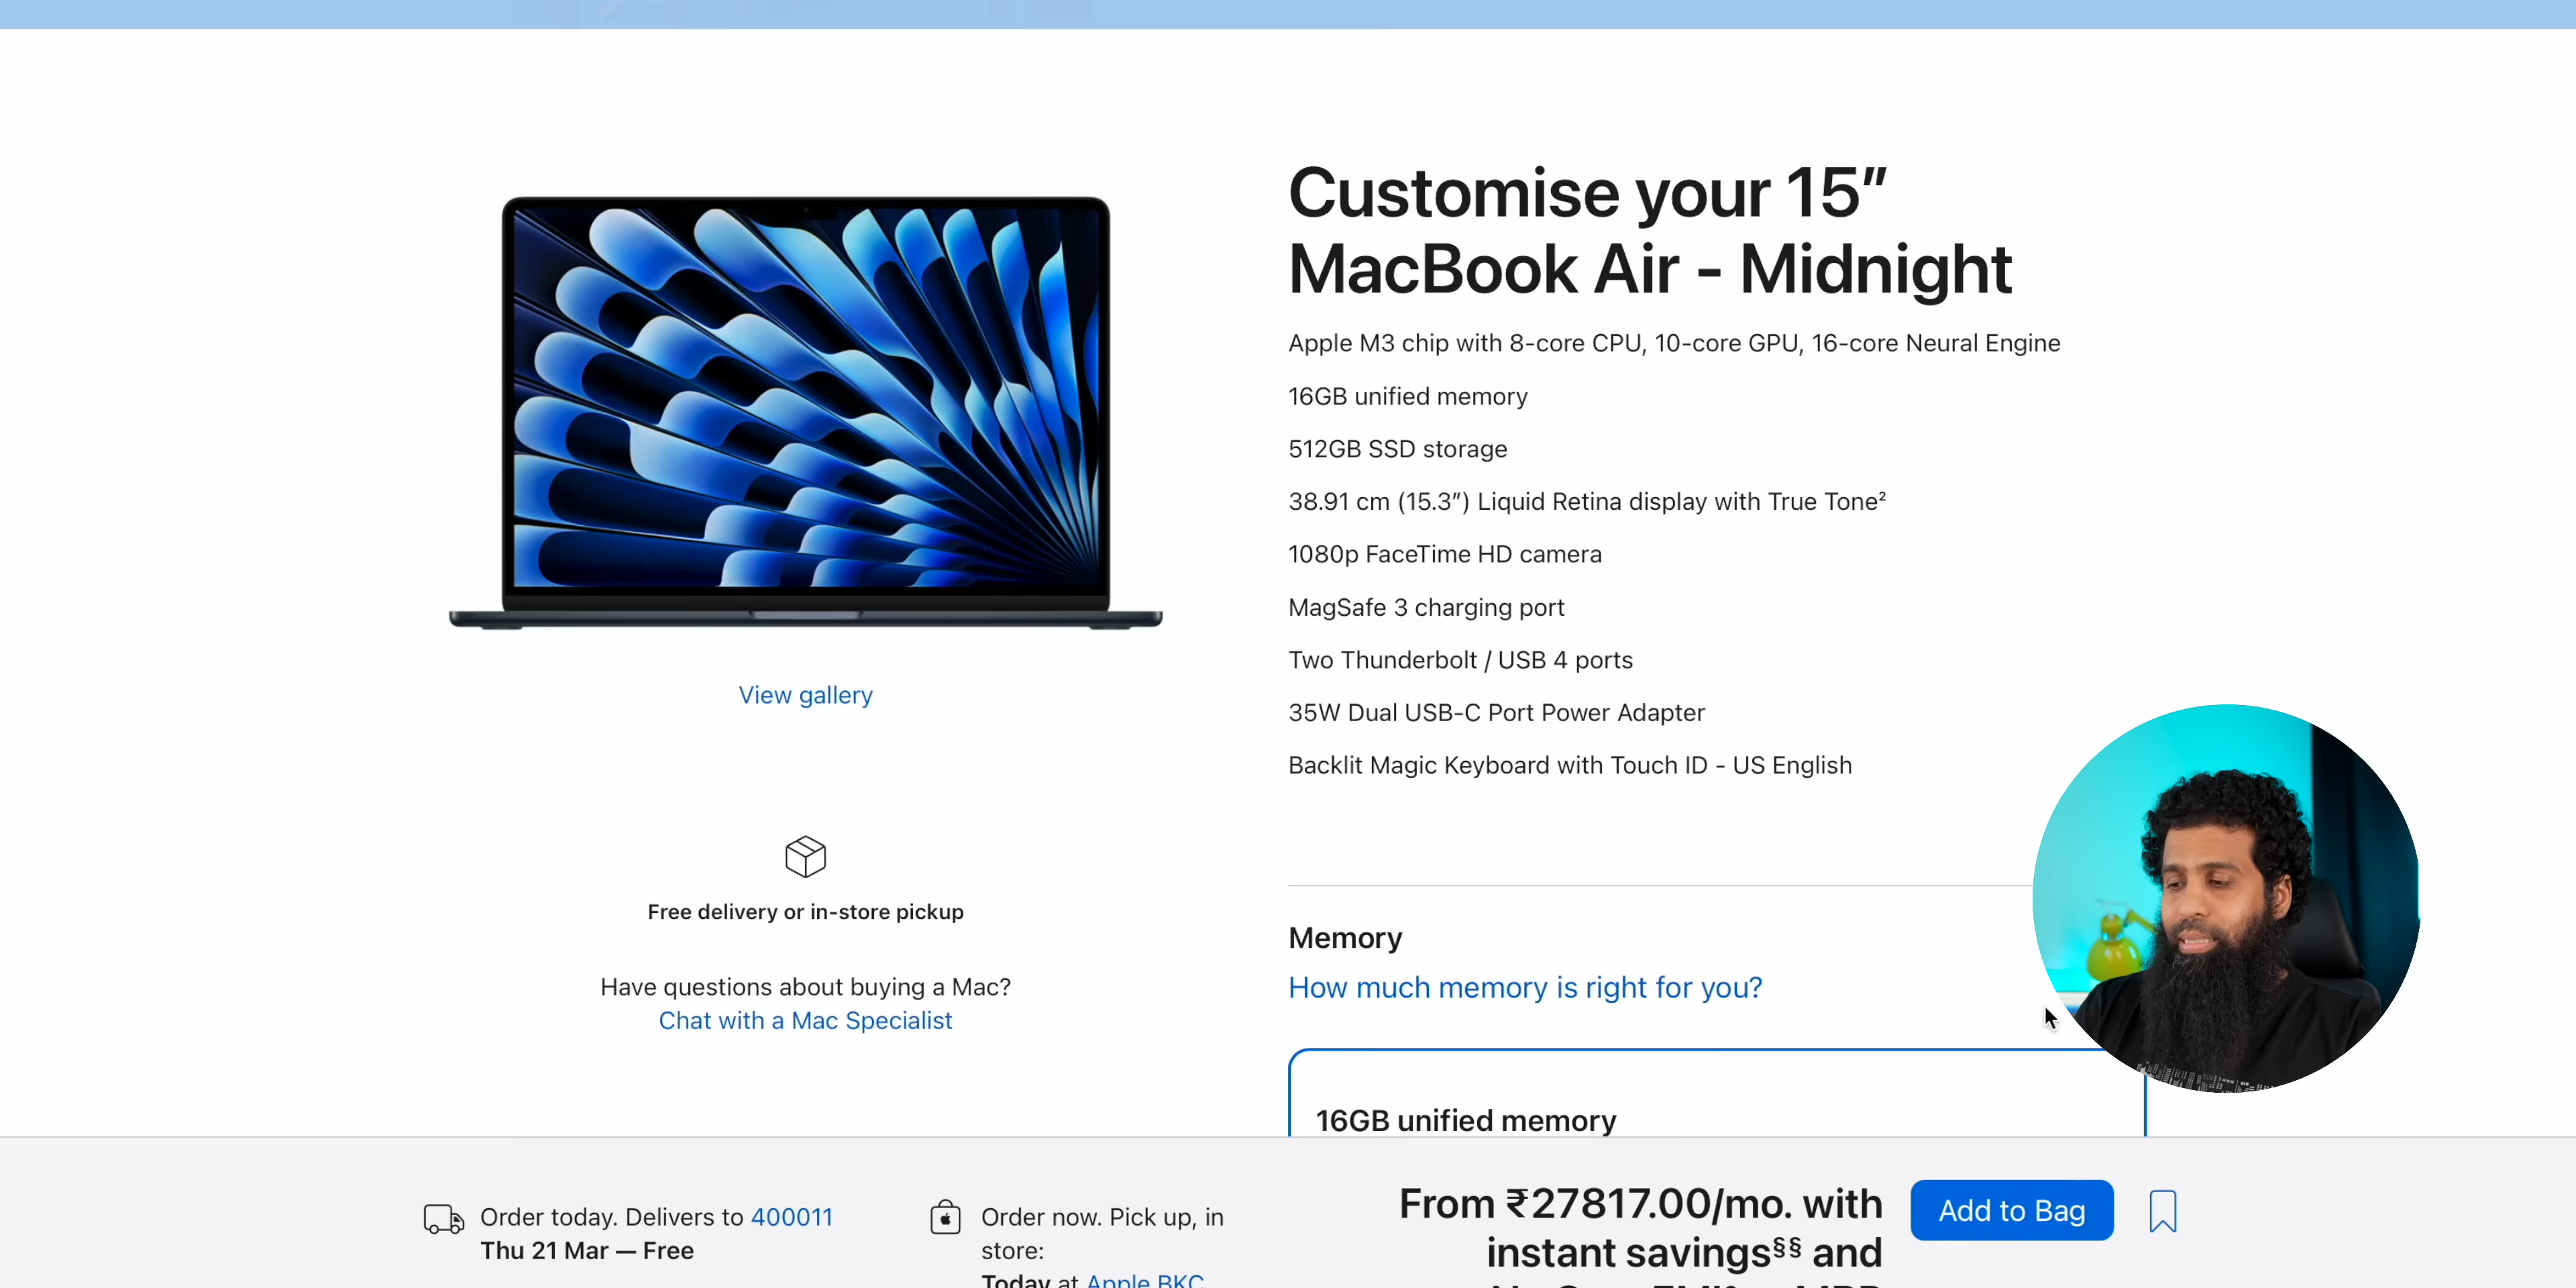 Customise your 15″
MacBook Air - Midnight
Apple M3 chip with 8-core CPU, 10-core GPU, 16-core Neural Engine
16GB unified memory
512GB SSD storage
38.91 cm (15.3″) Liquid Retina display with True Tone²
1080p FaceTime HD camera
MagSafe 3 charging port
Two Thunderbolt / USB 4 ports
35W Dual USB-C Port Power Adapter
Backlit Magic Keyboard with Touch ID - US English
View gallery
Free delivery or in-store pickup
Have questions about buying a Mac?
Chat with a Mac Specialist
Memory
How much memory is right for you?
16GB unified memory
Order today. Delivers to 400011
Thu 21 Mar — Free
Order now. Pick up, in
store:
Today at Apple BKC
From ₹27817.00/mo. with
instant savings§§ and
Add to Bag